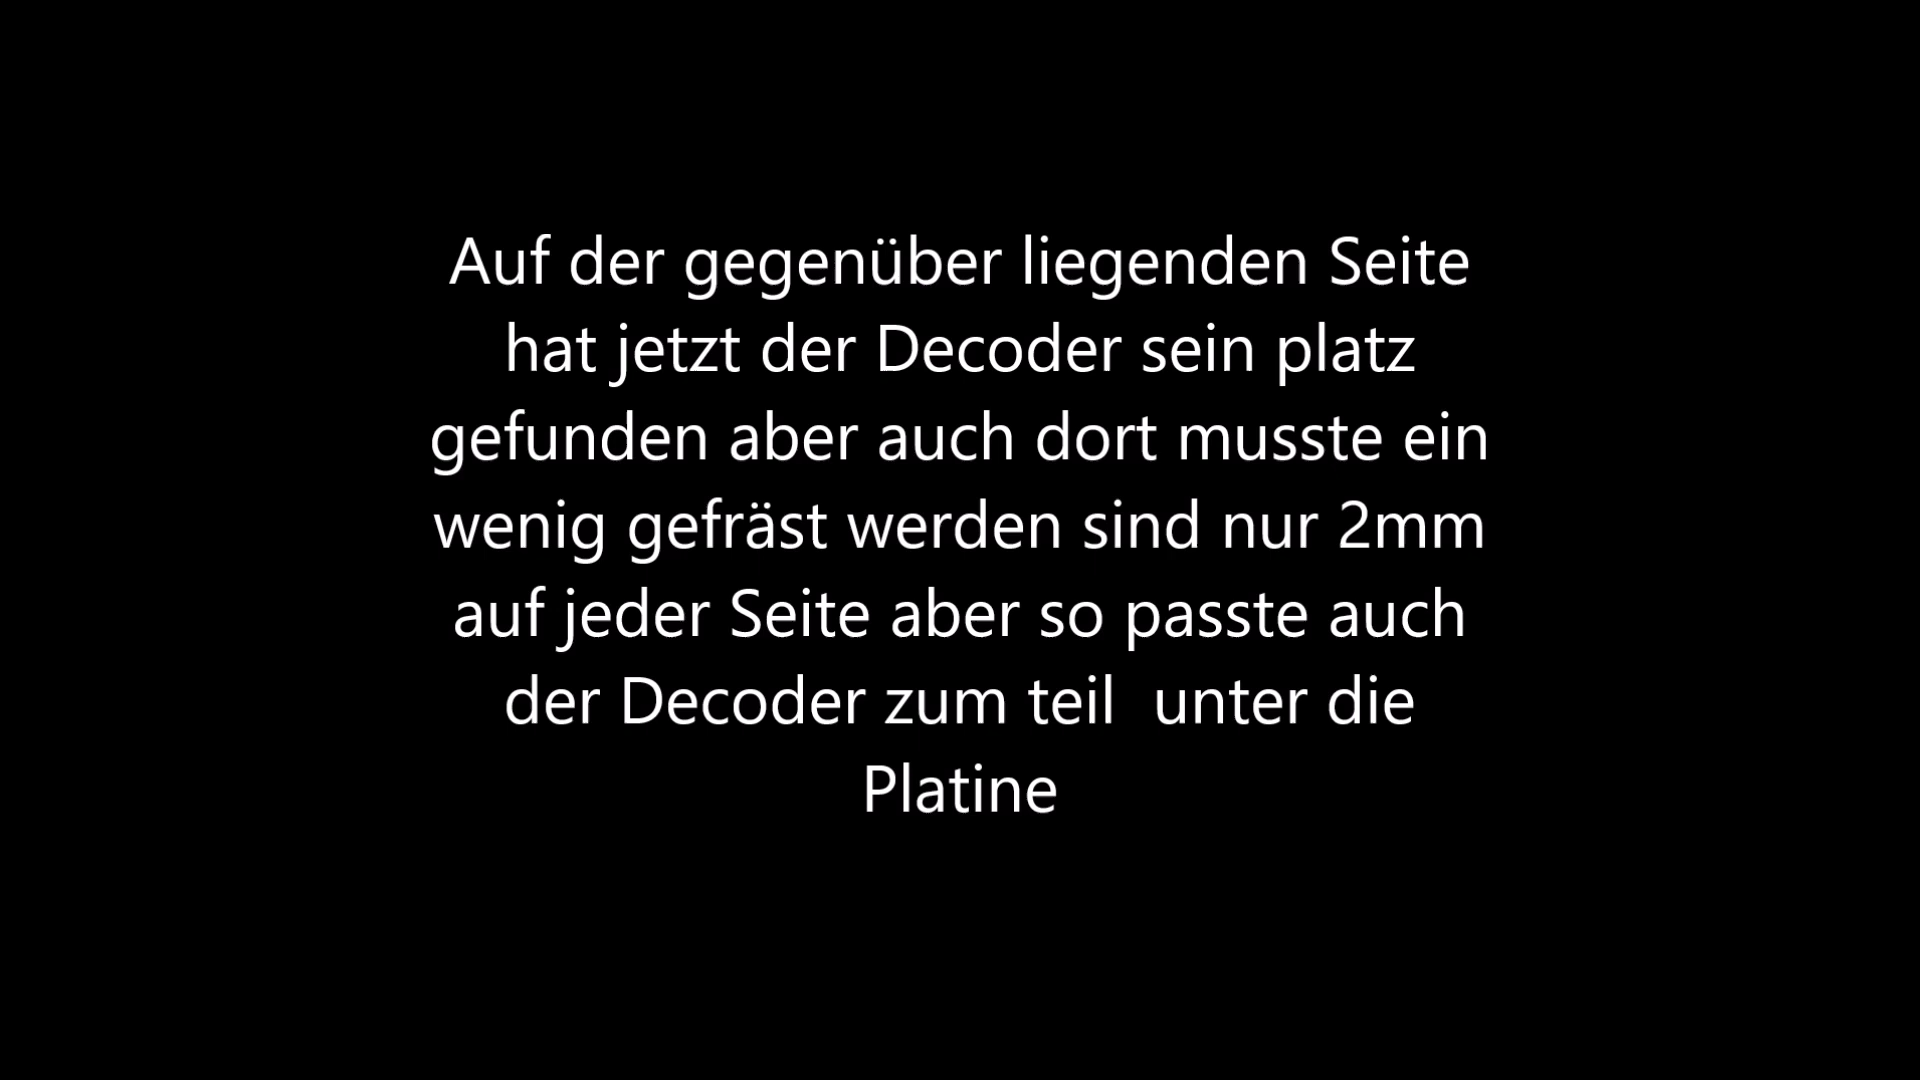 Auf der gegenüber liegenden Seite
hat jetzt der Decoder sein platz
gefunden aber auch dort musste ein
wenig gefräst werden sind nur 2mm
auf jeder Seite aber so passte auch
der Decoder zum teil  unter die
Platine